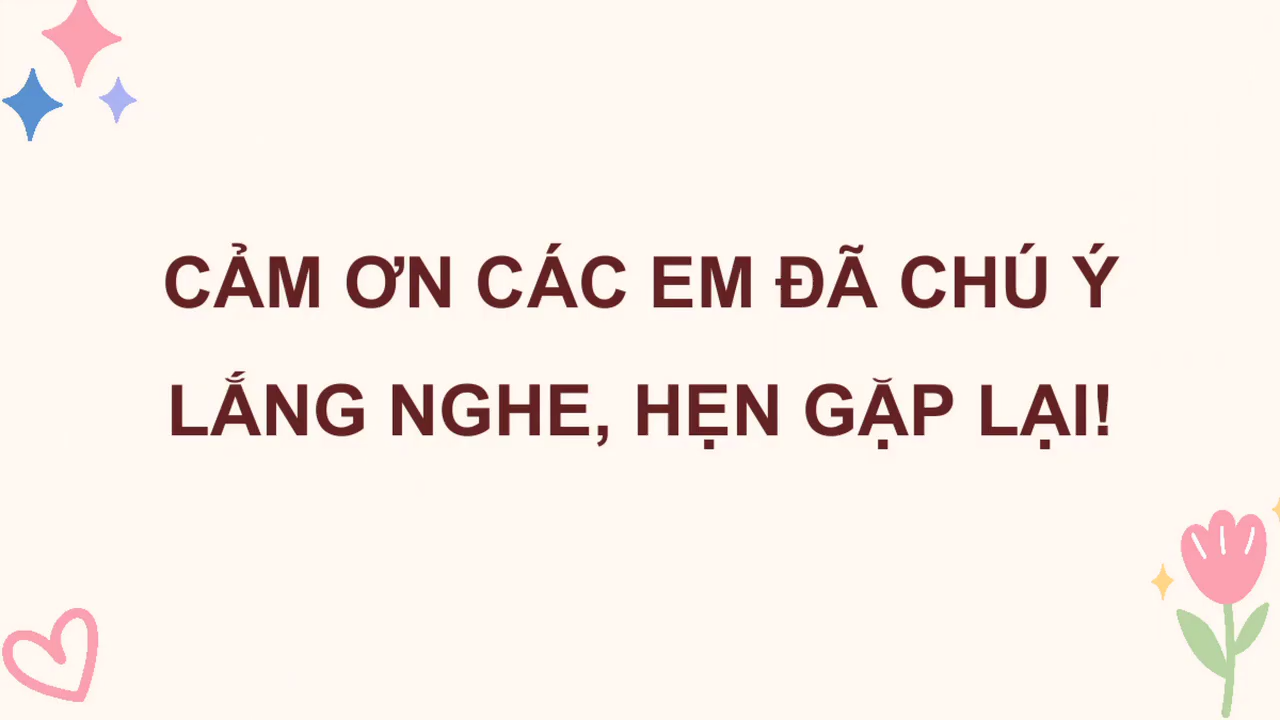 CẢM ƠN CÁC EM ĐÃ CHÚ Ý
LẮNG NGHE, HẸN GẶP LẠI!